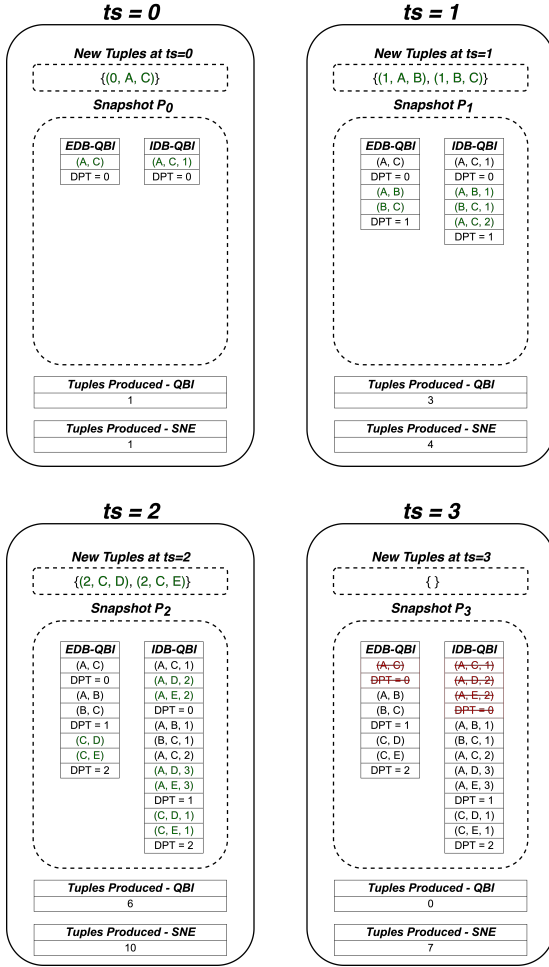 ts = 0
New Tuples at ts=0
{(0, A, C)}
Snapshot P0
EDB-QBI
(A, C)
DPT = 0
IDB-QBI
(A, C, 1)
DPT = 0
Tuples Produced - QBI
1
Tuples Produced - SNE
1
ts = 1
New Tuples at ts=1
{(1, A, B), (1, B, C)}
Snapshot P1
EDB-QBI
(A, C)
DPT = 0
(A, B)
(B, C)
DPT = 1
IDB-QBI
(A, C, 1)
DPT = 0
(A, B, 1)
(B, C, 1)
(A, C, 2)
DPT = 1
Tuples Produced - QBI
3
Tuples Produced - SNE
4
ts = 2
New Tuples at ts=2
{(2, C, D), (2, C, E)}
Snapshot P2
EDB-QBI
(A, C)
DPT = 0
(A, B)
(B, C)
DPT = 1
(C, D)
(C, E)
DPT = 2
IDB-QBI
(A, C, 1)
(A, D, 2)
(A, E, 2)
DPT = 0
(A, B, 1)
(B, C, 1)
(A, C, 2)
(A, D, 3)
(A, E, 3)
DPT = 1
(C, D, 1)
(C, E, 1)
DPT = 2
Tuples Produced - QBI
6
Tuples Produced - SNE
10
ts = 3
New Tuples at ts=3
{ }
Snapshot P3
EDB-QBI
(A, C)
DPT = 0
(A, B)
(B, C)
DPT = 1
(C, D)
(C, E)
DPT = 2
IDB-QBI
(A, C, 1)
(A, D, 2)
(A, E, 2)
DPT = 0
(A, B, 1)
(B, C, 1)
(A, C, 2)
(A, D, 3)
(A, E, 3)
DPT = 1
(C, D, 1)
(C, E, 1)
DPT = 2
Tuples Produced - QBI
0
Tuples Produced - SNE
7